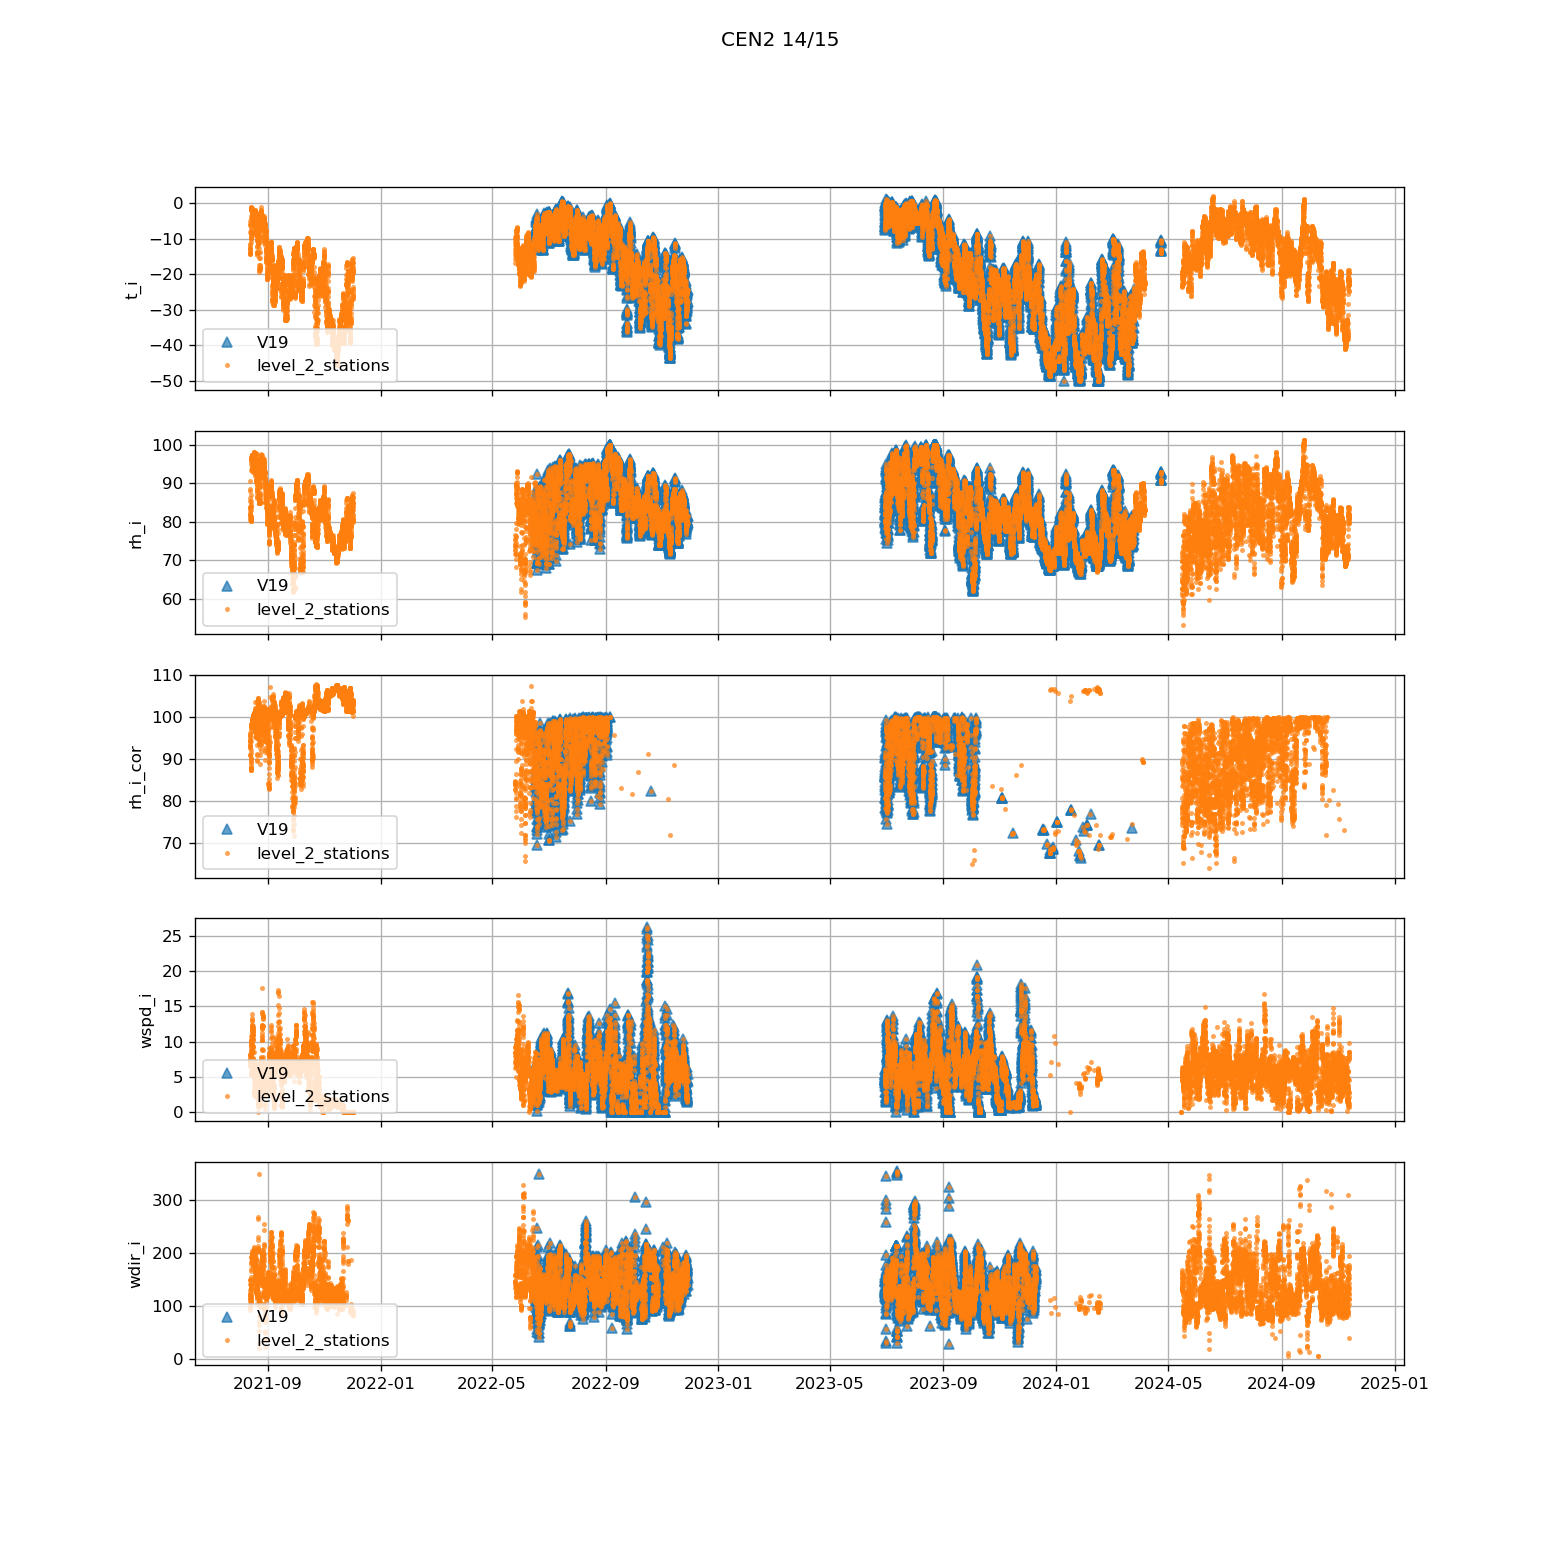 CEN2 14/15
0
−10
−20
−30
−40
−50
t_i
V19
level_2_stations
100
90
80
70
60
rh_i
V19
level_2_stations
110
100
90
80
70
rh_i_cor
V19
level_2_stations
25
20
15
10
5
0
wspd_i
V19
level_2_stations
300
200
100
0
wdir_i
V19
level_2_stations
2021-09 2022-01 2022-05 2022-09 2023-01 2023-05 2023-09 2024-01 2024-05 2024-09 2025-01